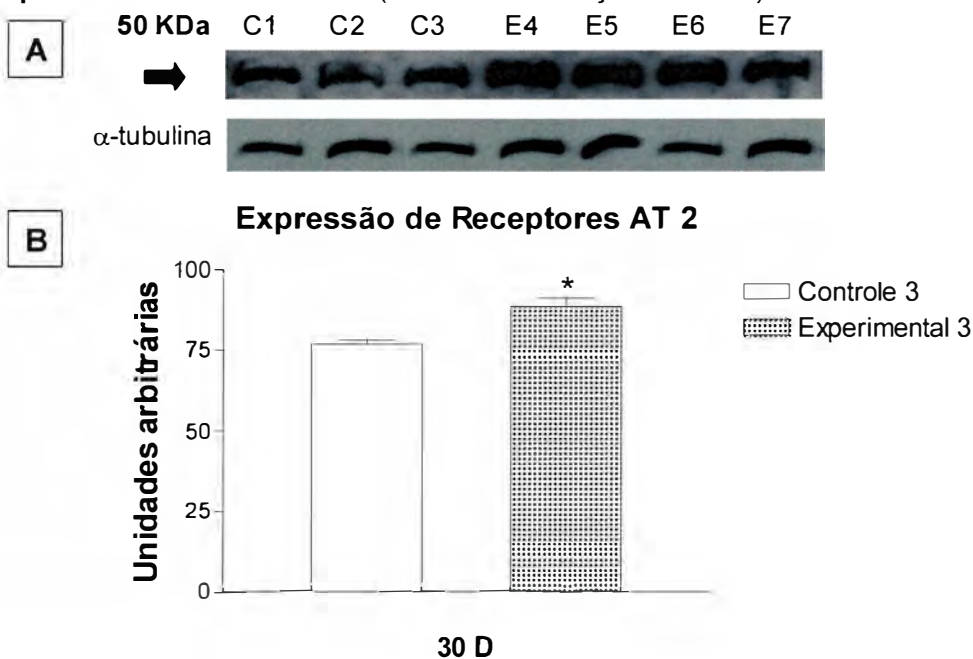 A
50 KDa C1 C2 C3 E4 E5 E6 E7
α-tubulina
B
Expressão de Receptores AT 2
Unidades arbitrárias
100
75
50
25
0
*
Controle 3
Experimental 3
30 D